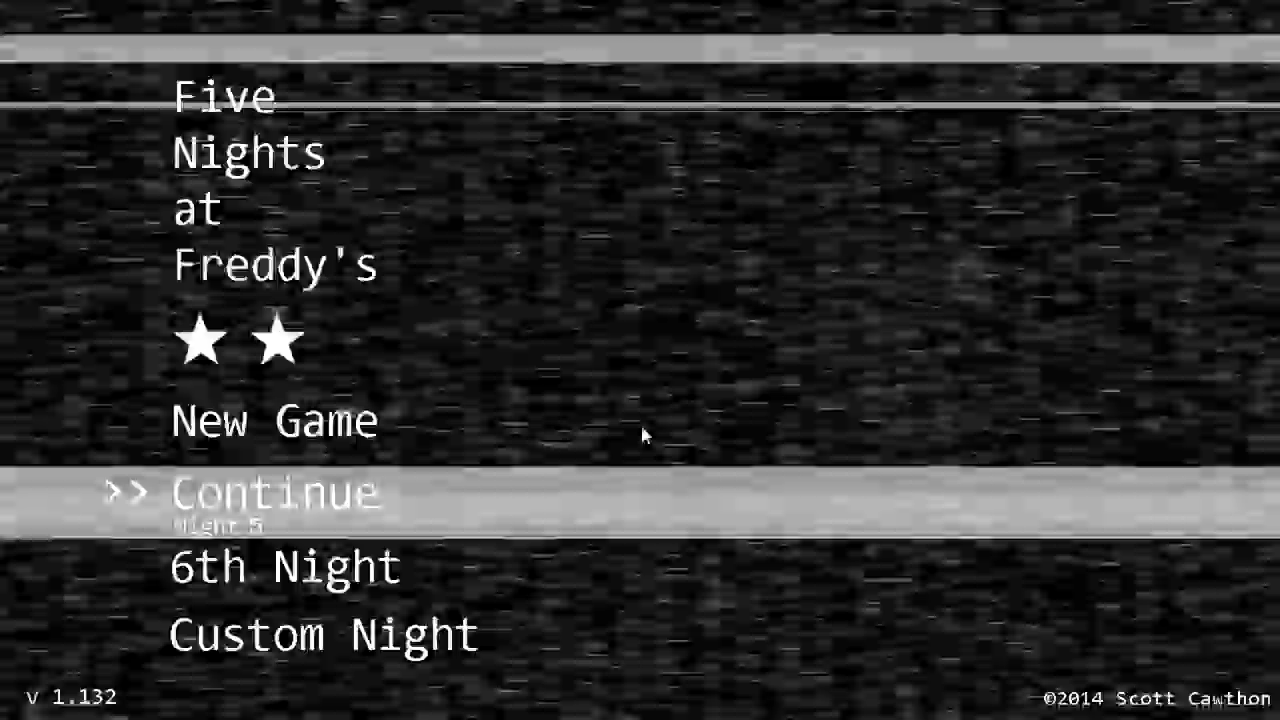 Five
Nights
at
Freddy's
New Game
>> Continue
Night 5
6th Night
Custom Night
v 1.132
©2014 Scott Cawthon